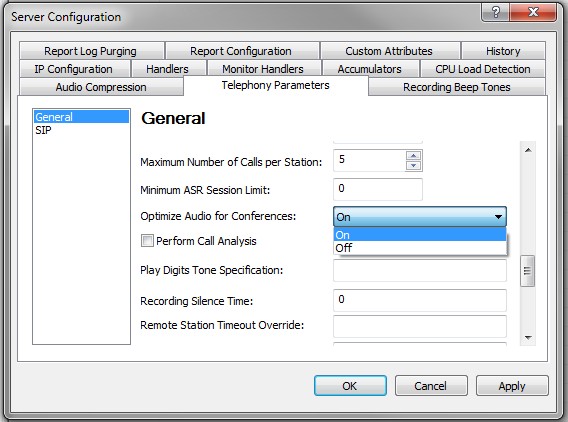 Server Configuration
Report Log Purging Report Configuration Custom Attributes History
IP Configuration Handlers Monitor Handlers Accumulators CPU Load Detection
Audio Compression Telephony Parameters Recording Beep Tones
General
SIP
General
Maximum Number of Calls per Station: 5
Minimum ASR Session Limit: 0
Optimize Audio for Conferences: On
On
Off
Perform Call Analysis
Play Digits Tone Specification:
Recording Silence Time: 0
Remote Station Timeout Override:
OK Cancel Apply